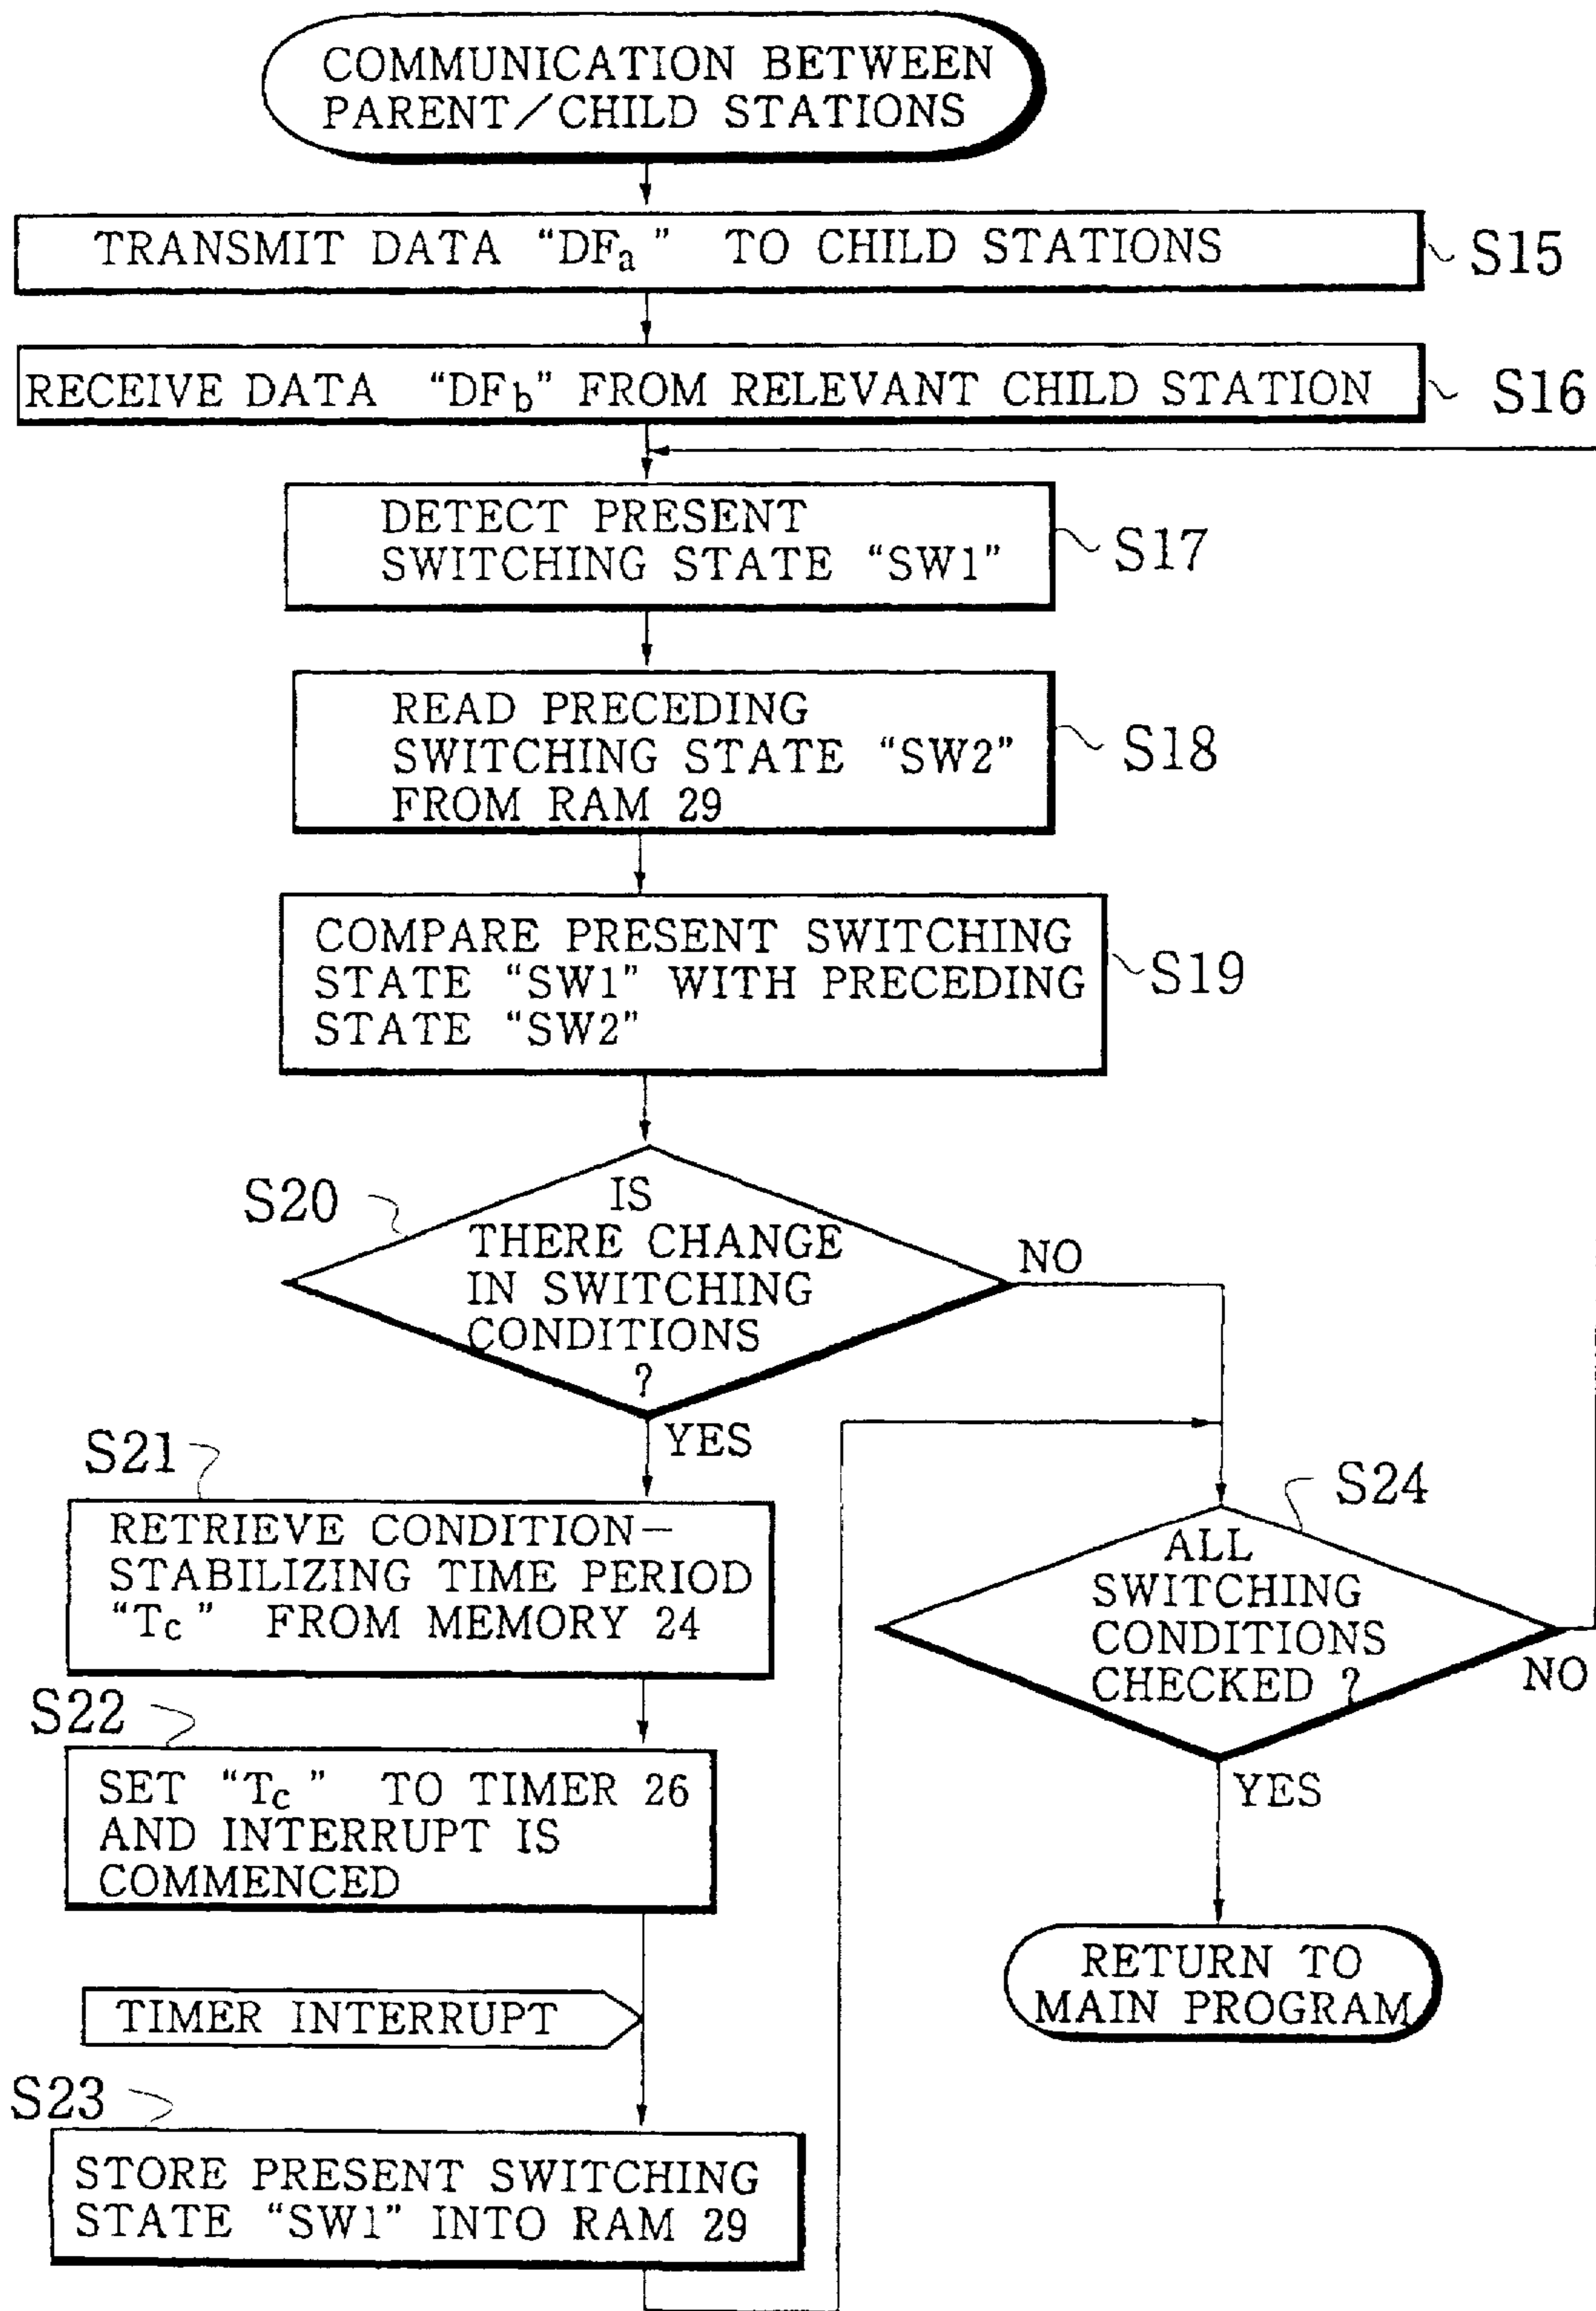 COMMUNICATION BETWEEN
PARENT/CHILD STATIONS
TRANSMIT DATA “DFa” TO CHILD STATIONS
S15
RECEIVE DATA “DFb” FROM RELEVANT CHILD STATION
S16
DETECT PRESENT
SWITCHING STATE “SW1”
S17
READ PRECEDING
SWITCHING STATE “SW2”
FROM RAM 29
S18
COMPARE PRESENT SWITCHING
STATE “SW1” WITH PRECEDING
STATE “SW2”
S19
S20
IS
THERE CHANGE
IN SWITCHING
CONDITIONS
?
NO
YES
S21
RETRIEVE CONDITION–
STABILIZING TIME PERIOD
“Tc” FROM MEMORY 24
S22
SET “Tc” TO TIMER 26
AND INTERRUPT IS
COMMENCED
TIMER INTERRUPT
S23
STORE PRESENT SWITCHING
STATE “SW1” INTO RAM 29
S24
ALL
SWITCHING
CONDITIONS
CHECKED ?
NO
YES
RETURN TO
MAIN PROGRAM